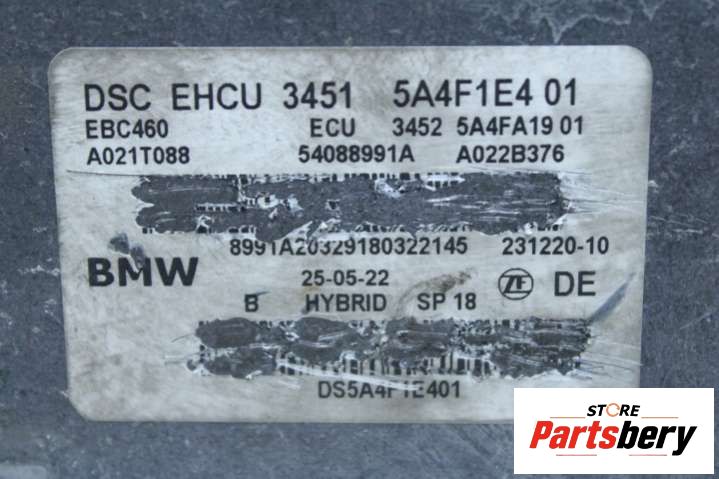 DSC EHCU 3451 5A4F1E4 01
EBC460 ECU 3452 5A4FA19 01
A021T088 54088991A A022B376
8991A20329180322145 231220-10
BMW 25-05-22 ZF DE
B HYBRID SP 18
DS5A4F1E401
STORE
Partsbery